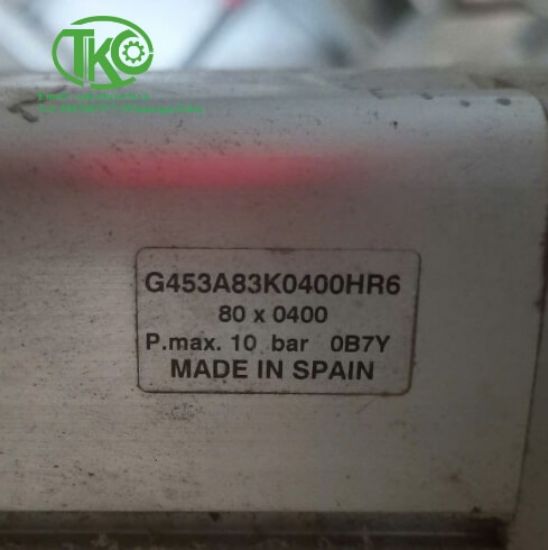 TKC
G453A83K0400HR6
80 x 0400
P.max. 10 bar 0B7Y
MADE IN SPAIN